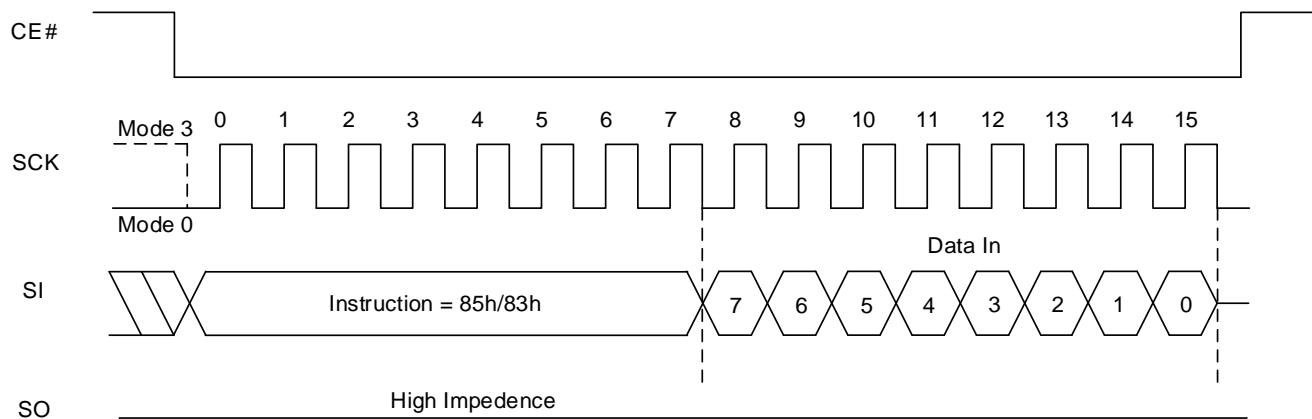 CE#
Mode 3
0 1 2 3 4 5 6 7 8 9 10 11 12 13 14 15
SCK
Mode 0
Data In
SI
Instruction = 85h/83h
7 6 5 4 3 2 1 0
High Impedence
SO